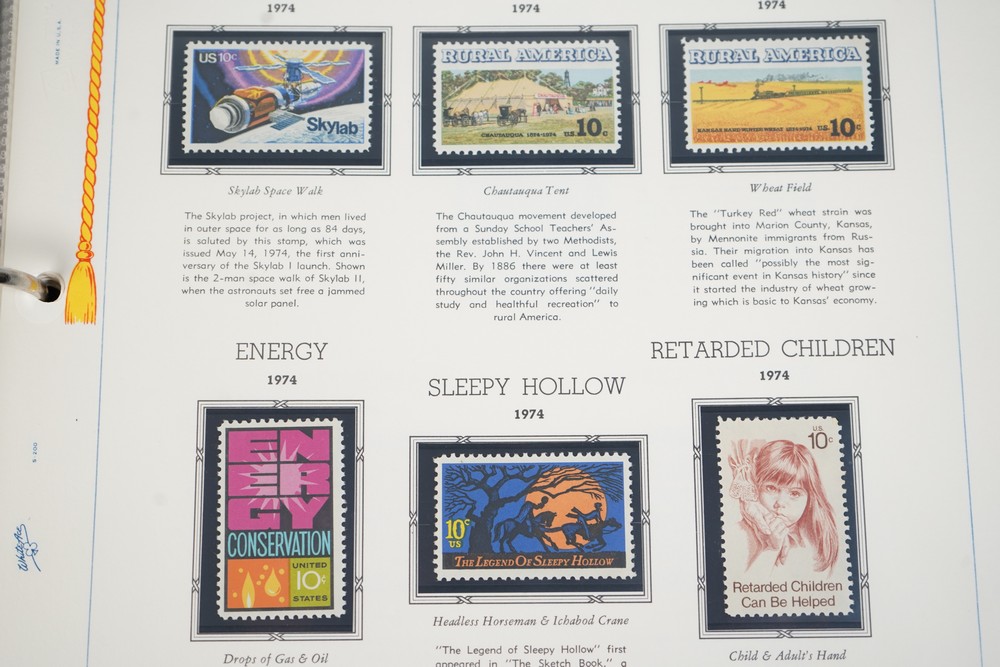 MADE IN U.S.A.
1974
US 10c
Skylab
Skylab Space Walk
The Skylab project, in which men lived
in outer space for as long as 84 days,
is saluted by this stamp, which was
issued May 14, 1974, the first anni-
versary of the Skylab I launch. Shown
is the 2-man space walk of Skylab II,
when the astronauts set free a jammed
solar panel.
1974
RURAL AMERICA
CHAUTAUQUA 1874-1974 U.S. 10c
Chautauqua Tent
The Chautauqua movement developed
from a Sunday School Teachers' As-
sembly established by two Methodists,
the Rev. John H. Vincent and Lewis
Miller. By 1886 there were at least
fifty similar organizations scattered
throughout the country offering "daily
study and healthful recreation" to
rural America.
1974
RURAL AMERICA
KANSAS HARD WINTER WHEAT 1874-1974 U.S. 10c
Wheat Field
The "Turkey Red" wheat strain was
brought into Marion County, Kansas,
by Mennonite immigrants from Rus-
sia. Their migration into Kansas has
been called "possibly the most sig-
nificant event in Kansas history" since
it started the industry of wheat grow-
ing which is basic to Kansas' economy.
ENERGY
1974
ENERGY
CONSERVATION
UNITED
10c
STATES
Drops of Gas & Oil
SLEEPY HOLLOW
1974
10c
US
THE LEGEND OF SLEEPY HOLLOW
Headless Horseman & Ichabod Crane
"The Legend of Sleepy Hollow" first
appeared in "The Sketch Book," a
RETARDED CHILDREN
1974
U.S.
10c
Retarded Children
Can Be Helped
Child & Adult's Hand
White Ace